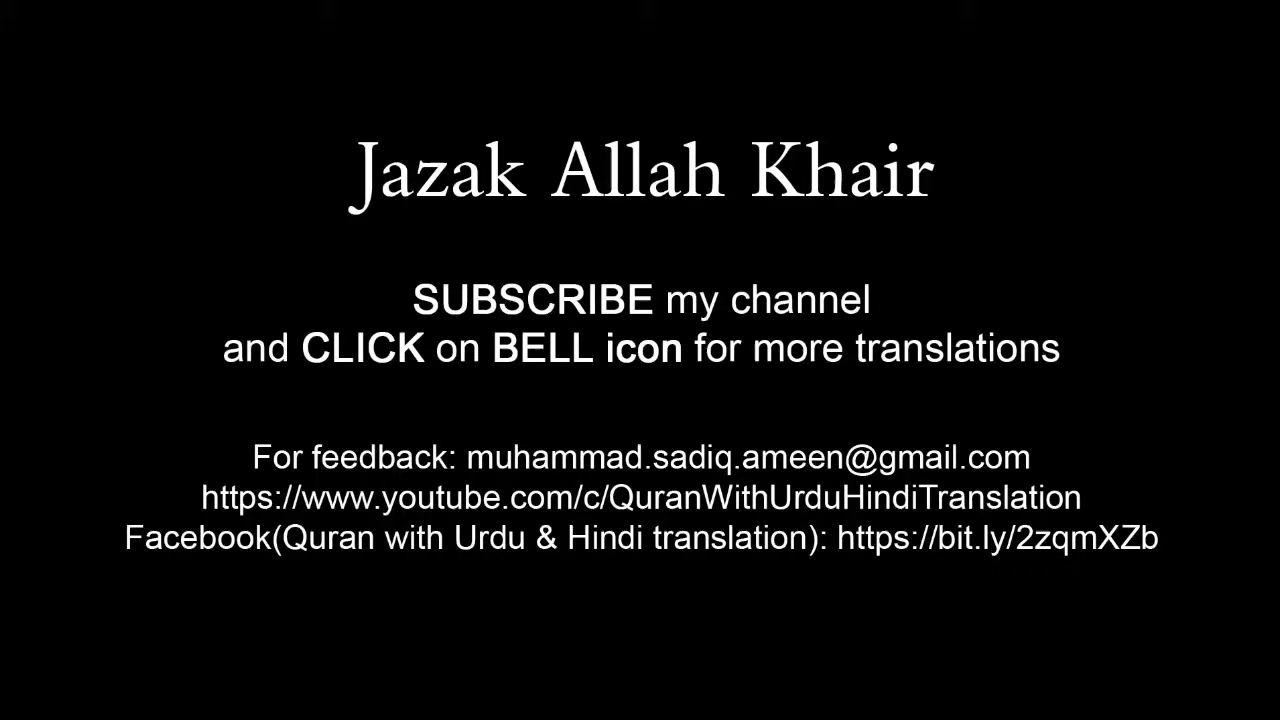 Jazak Allah Khair
SUBSCRIBE my channel
and CLICK on BELL icon for more translations
For feedback: muhammad.sadiq.ameen@gmail.com
https://www.youtube.com/c/QuranWithUrduHindiTranslation
Facebook(Quran with Urdu & Hindi translation): https://bit.ly/2zqmXZb